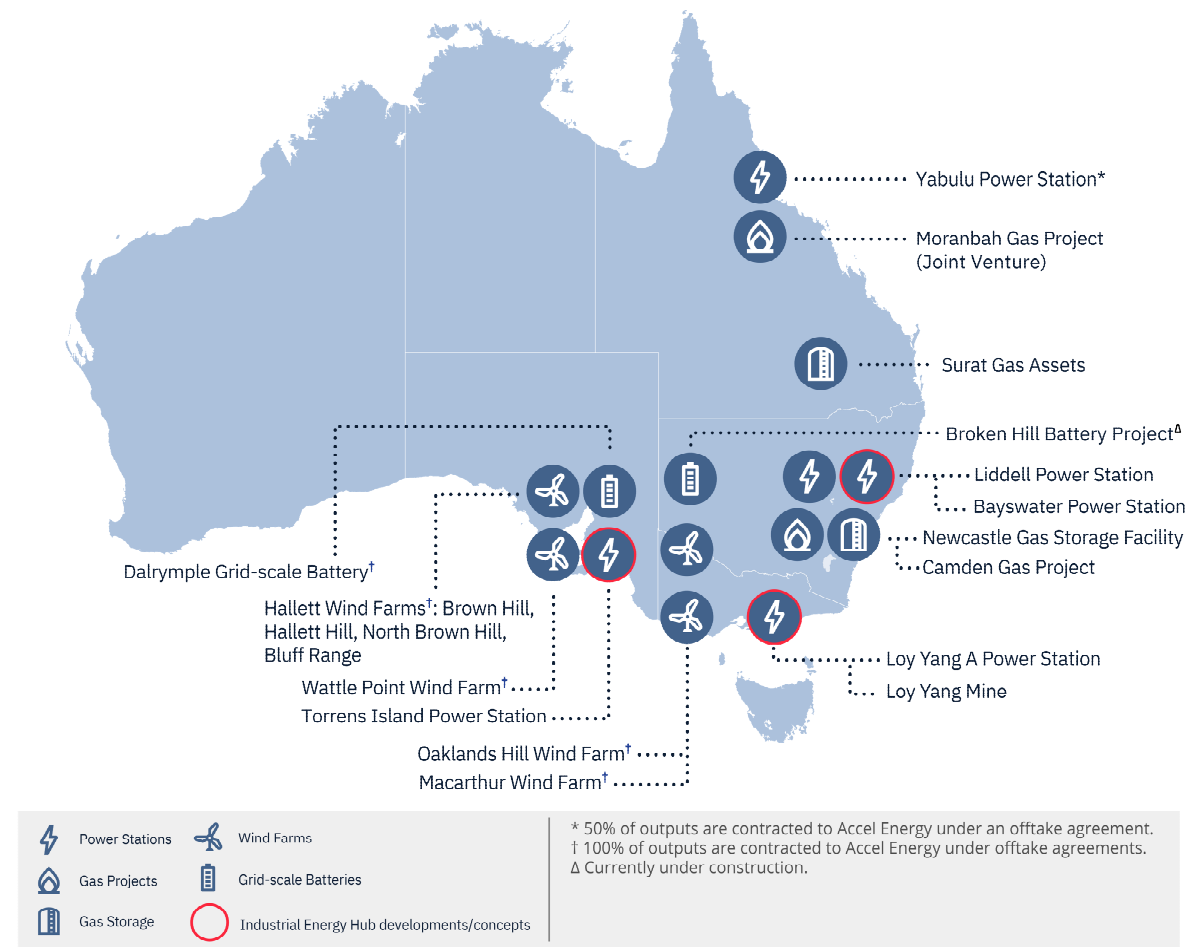 Yabulu Power Station*
Moranbah Gas Project
(Joint Venture)
Surat Gas Assets
Broken Hill Battery Projectᐃ
Liddell Power Station
Bayswater Power Station
Newcastle Gas Storage Facility
Camden Gas Project
Dalrymple Grid-scale Battery†
Hallett Wind Farms†: Brown Hill,
Hallett Hill, North Brown Hill,
Bluff Range
Wattle Point Wind Farm†
Torrens Island Power Station
Loy Yang A Power Station
Loy Yang Mine
Oaklands Hill Wind Farm†
Macarthur Wind Farm†
Power Stations
Wind Farms
Gas Projects
Grid-scale Batteries
Gas Storage
Industrial Energy Hub developments/concepts
* 50% of outputs are contracted to Accel Energy under an offtake agreement.
† 100% of outputs are contracted to Accel Energy under offtake agreements.
Δ Currently under construction.